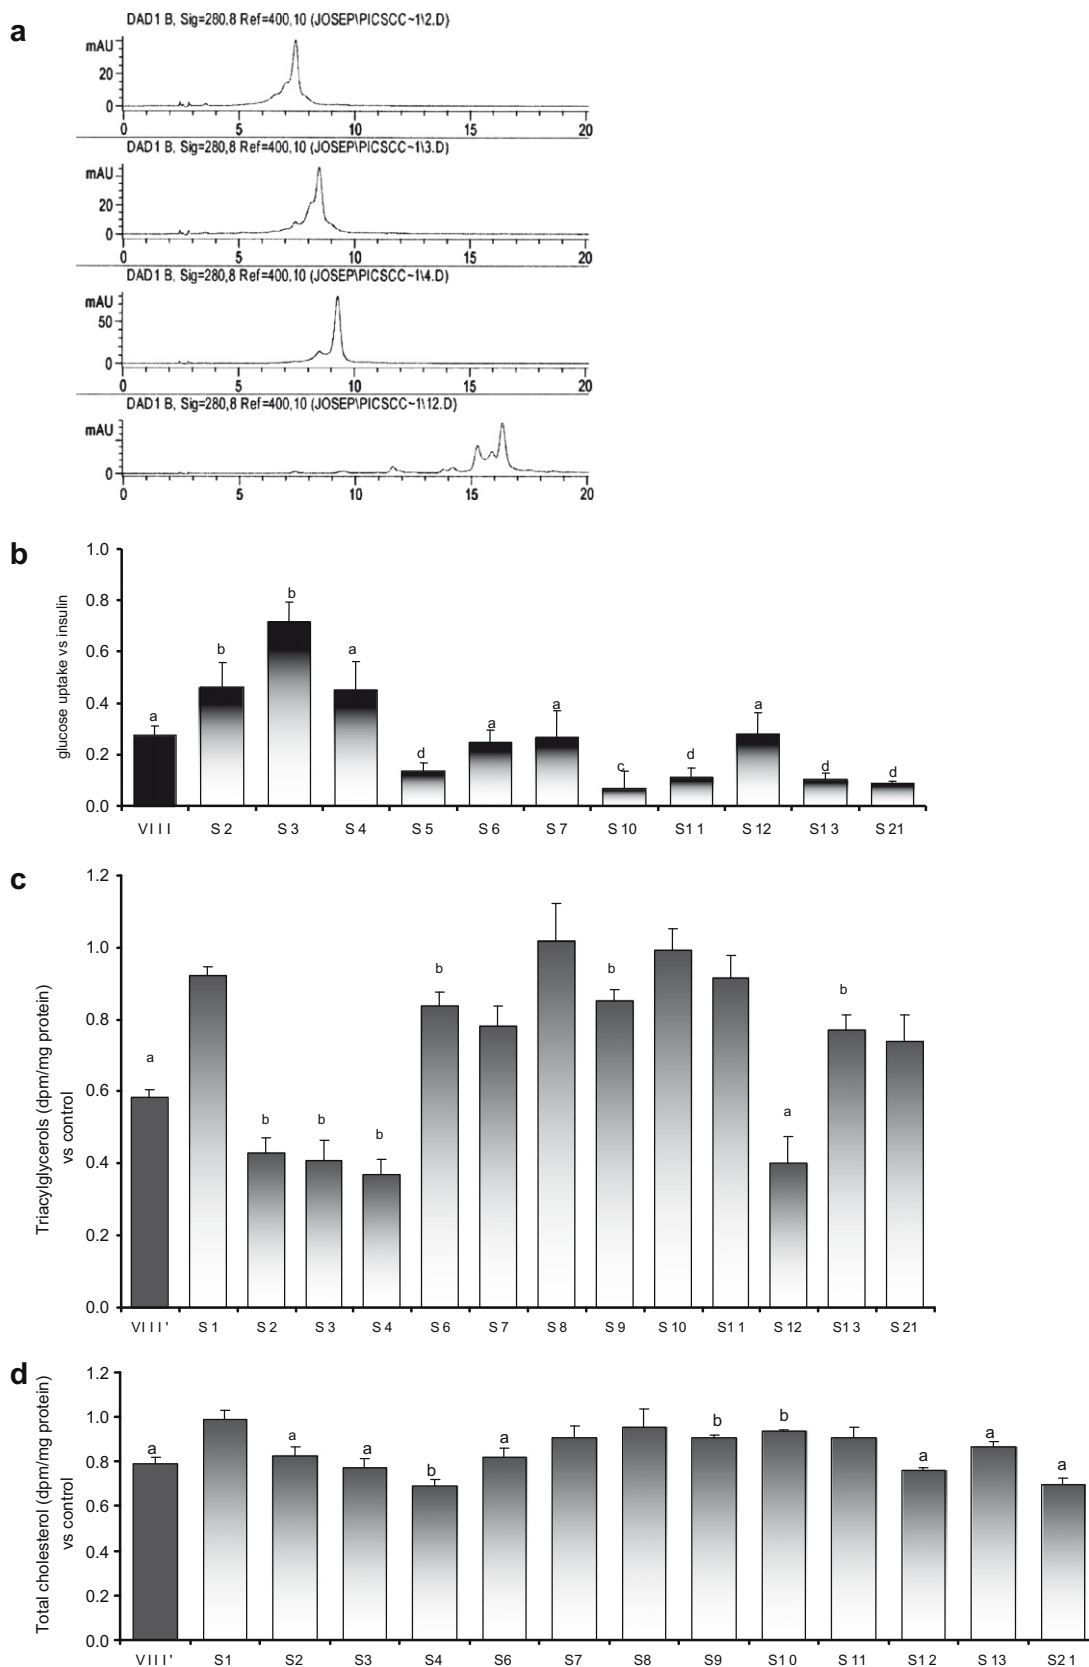 a
DAD1 B, Sig=280,8 Ref=400,10 (JOSEP\PICSCC~1\2.D)
mAU
20
0
0 5 10 15 20
DAD1 B, Sig=280,8 Ref=400,10 (JOSEP\PICSCC~1\3.D)
mAU
20
0
0 5 10 15 20
DAD1 B, Sig=280,8 Ref=400,10 (JOSEP\PICSCC~1\4.D)
mAU
50
0
0 5 10 15 20
DAD1 B, Sig=280,8 Ref=400,10 (JOSEP\PICSCC~1\12.D)
mAU
0
0 5 10 15 20
b
glucose uptake vs insulin
1.0
0.8
0.6
0.4
0.2
0.0
a b b a d a a c d a d d
VIII S2 S3 S4 S5 S6 S7 S10 S11 S12 S13 S21
c
Triacylglycerols (dpm/mg protein)
vs control
1.2
1.0
0.8
0.6
0.4
0.2
0.0
a b b b b b a b
VIII' S1 S2 S3 S4 S6 S7 S8 S9 S10 S11 S12 S13 S21
d
Total cholesterol (dpm/mg protein)
vs control
1.2
1.0
0.8
0.6
0.4
0.2
0.0
a a a b a b b a a a
VIII' S1 S2 S3 S4 S6 S7 S8 S9 S10 S11 S12 S13 S21